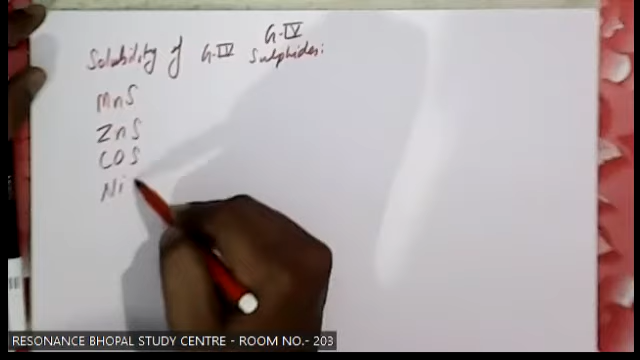 G.IV
Solubility of G.IV Sulphides:
MnS
ZnS
COS
Ni
RESONANCE BHOPAL STUDY CENTRE - ROOM NO.- 203